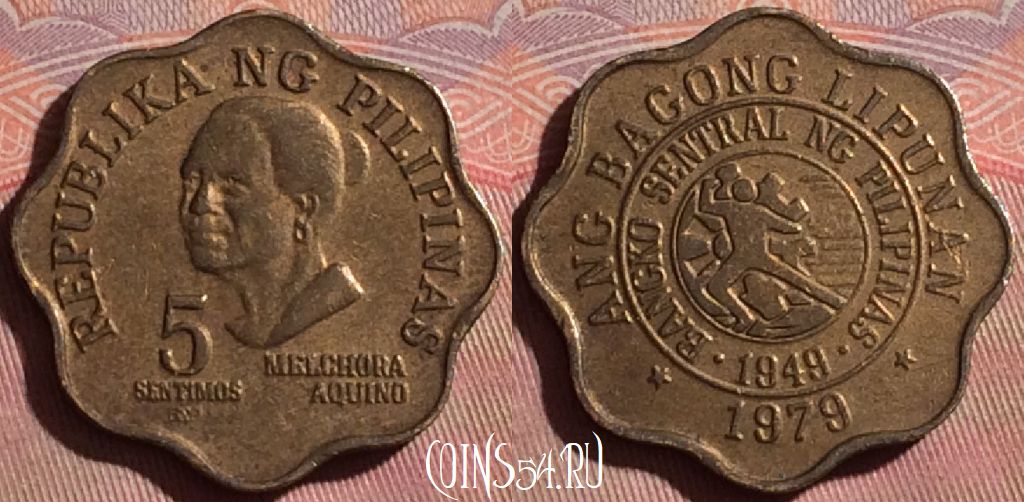 REPUBLIKA NG PILIPINAS
5
SENTIMOS
MELCHORA
AQUINO
ANG BAGONG LIPUNAN
BANGKO SENTRAL NG PILIPINAS
1949
1979
COINS54.RU